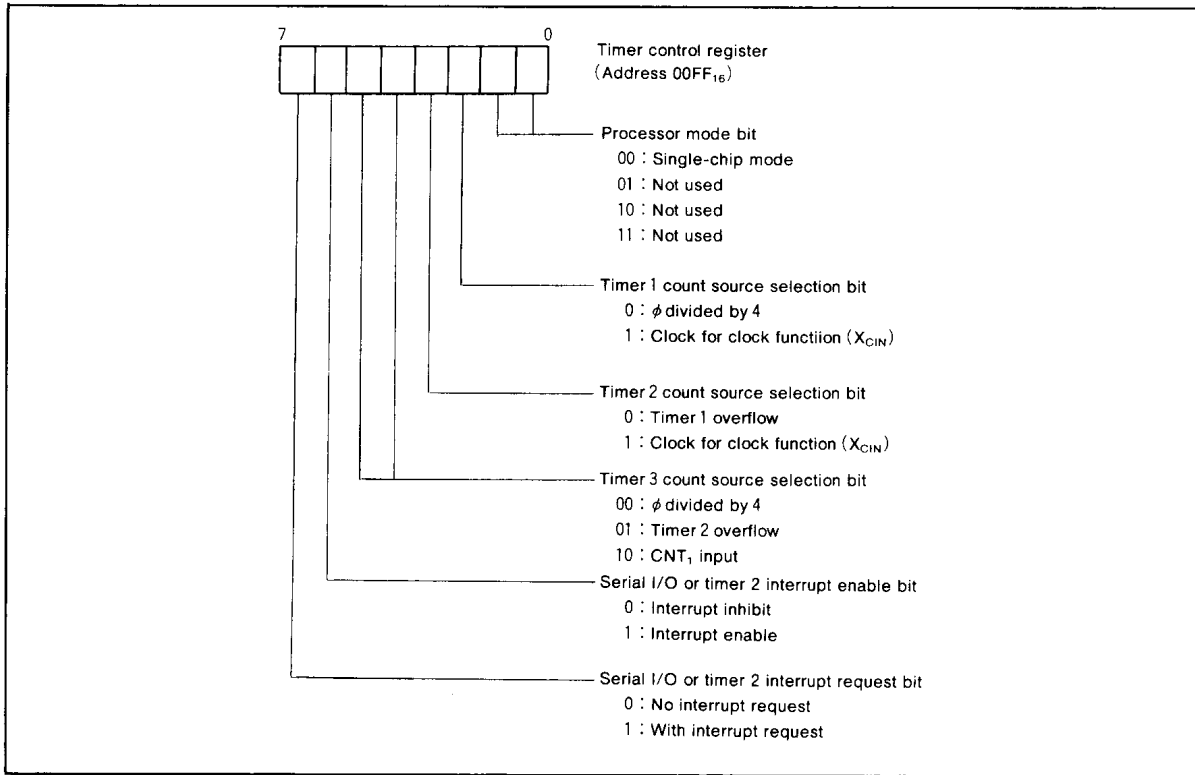 7 0
Timer control register
(Address 00FF₁₆)
Processor mode bit
00 : Single-chip mode
01 : Not used
10 : Not used
11 : Not used
Timer 1 count source selection bit
0 : ϕ divided by 4
1 : Clock for clock functiion (X_CIN)
Timer 2 count source selection bit
0 : Timer 1 overflow
1 : Clock for clock function (X_CIN)
Timer 3 count source selection bit
00 : ϕ divided by 4
01 : Timer 2 overflow
10 : CNT₁ input
Serial I/O or timer 2 interrupt enable bit
0 : Interrupt inhibit
1 : Interrupt enable
Serial I/O or timer 2 interrupt request bit
0 : No interrupt request
1 : With interrupt request